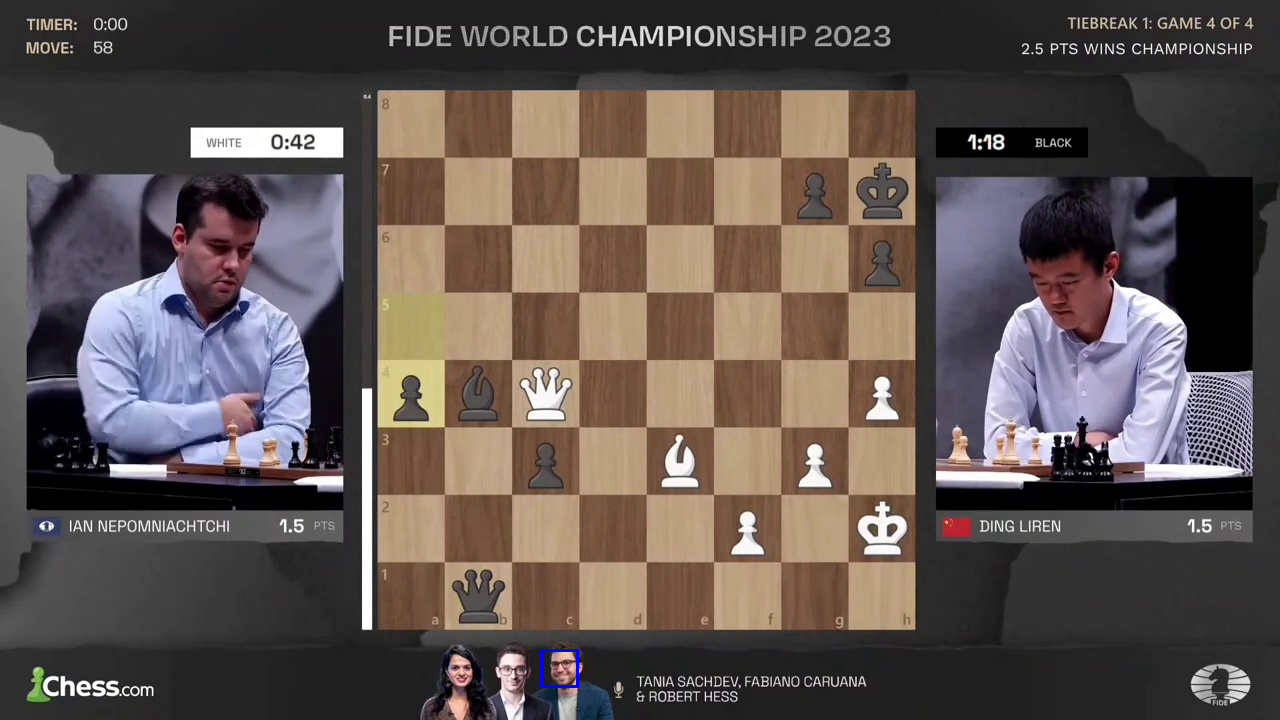 TIMER: 0:00
MOVE: 58
FIDE WORLD CHAMPIONSHIP 2023
TIEBREAK 1: GAME 4 OF 4
2.5 PTS WINS CHAMPIONSHIP
WHITE 0:42
1:18 BLACK
8
7
6
5
4
3
2
1
a b c d e f g h
IAN NEPOMNIACHTCHI 1.5 PTS
DING LIREN 1.5 PTS
Chess.com
TANIA SACHDEV, FABIANO CARUANA
& ROBERT HESS
FIDE